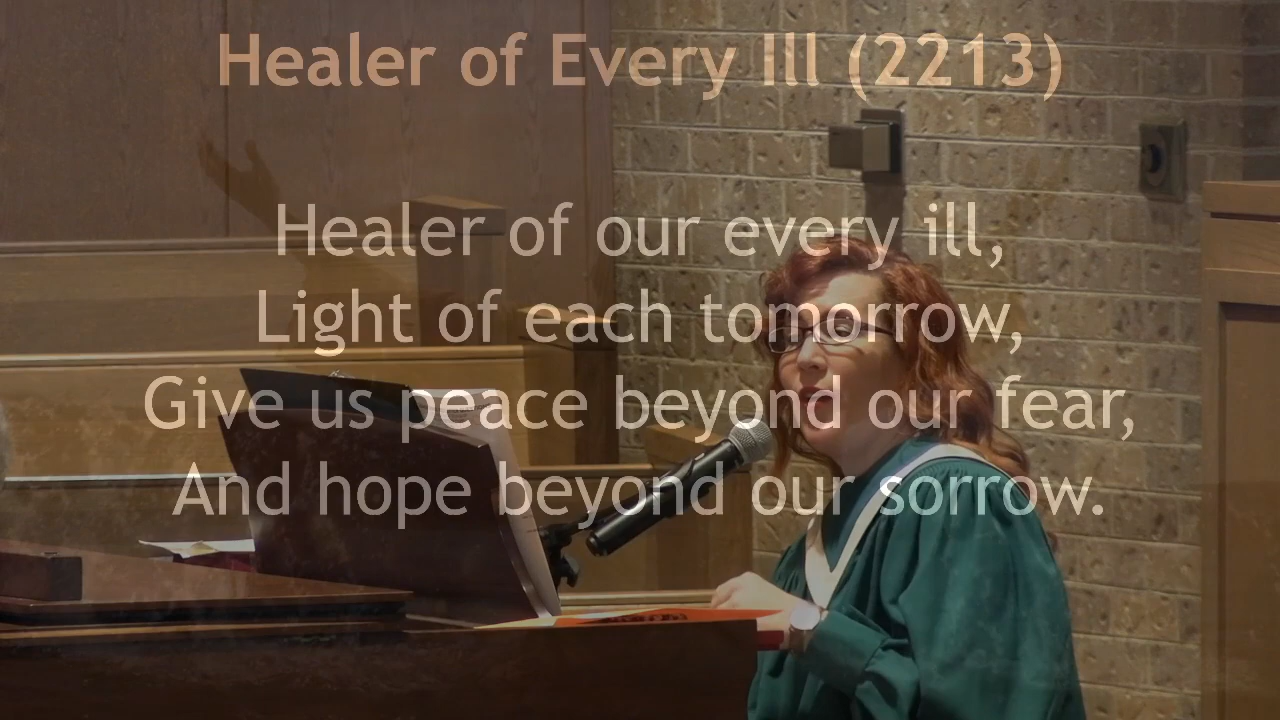 Healer of Every Ill (2213)
Healer of our every ill,
Light of each tomorrow,
Give us peace beyond our fear,
And hope beyond our sorrow.